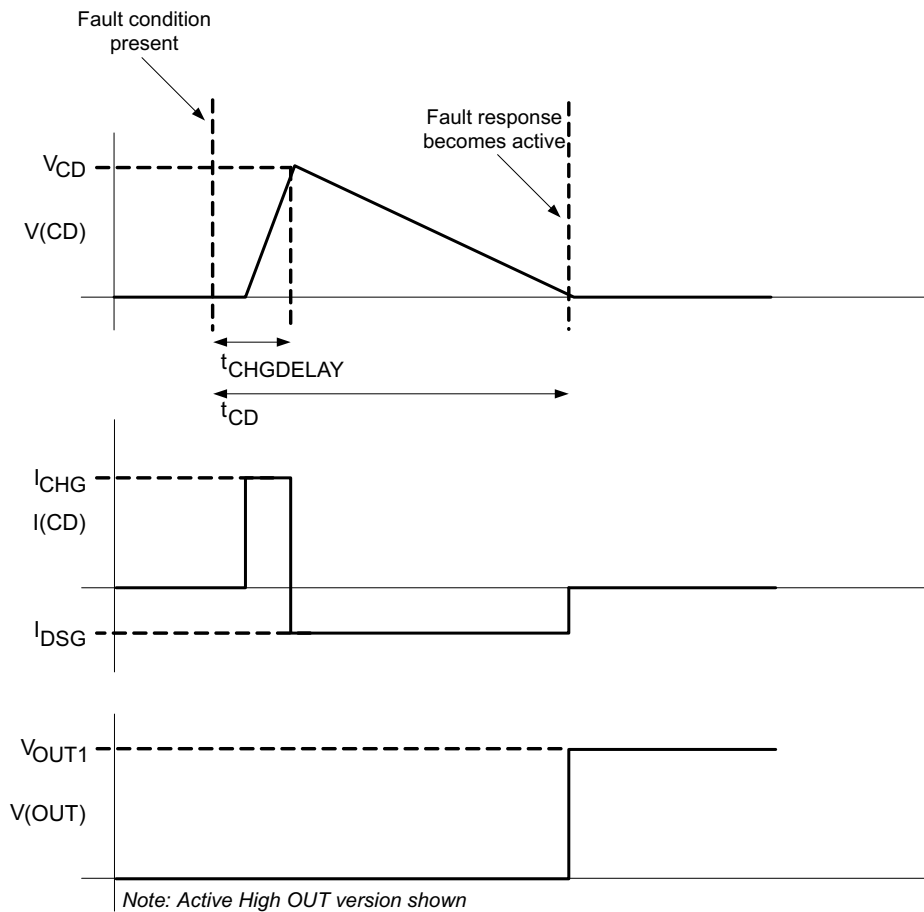 Fault condition
present
Fault response
becomes active
VCD
V(CD)
tCHGDELAY
tCD
ICHG
I(CD)
IDSG
VOUT1
V(OUT)
Note: Active High OUT version shown